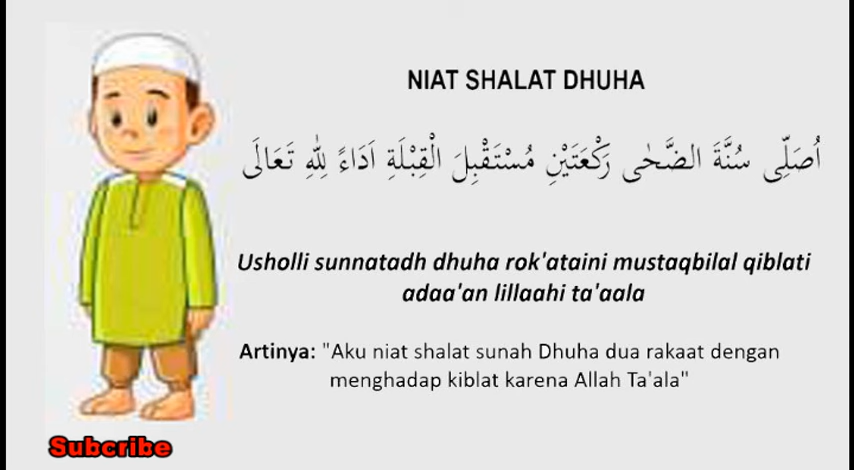 NIAT SHALAT DHUHA
اُصَلِّى سُنَّةَ الضَّحٰى رَكْعَتَيْنِ مُسْتَقْبِلَ الْقِبْلَةِ اَدَاءً لِلّٰهِ تَعَالَى
Usholli sunnatadh dhuha rok'ataini mustaqbilal qiblati
adaa'an lillaahi ta'aala
Artinya: "Aku niat shalat sunah Dhuha dua rakaat dengan
menghadap kiblat karena Allah Ta'ala"
Subcribe